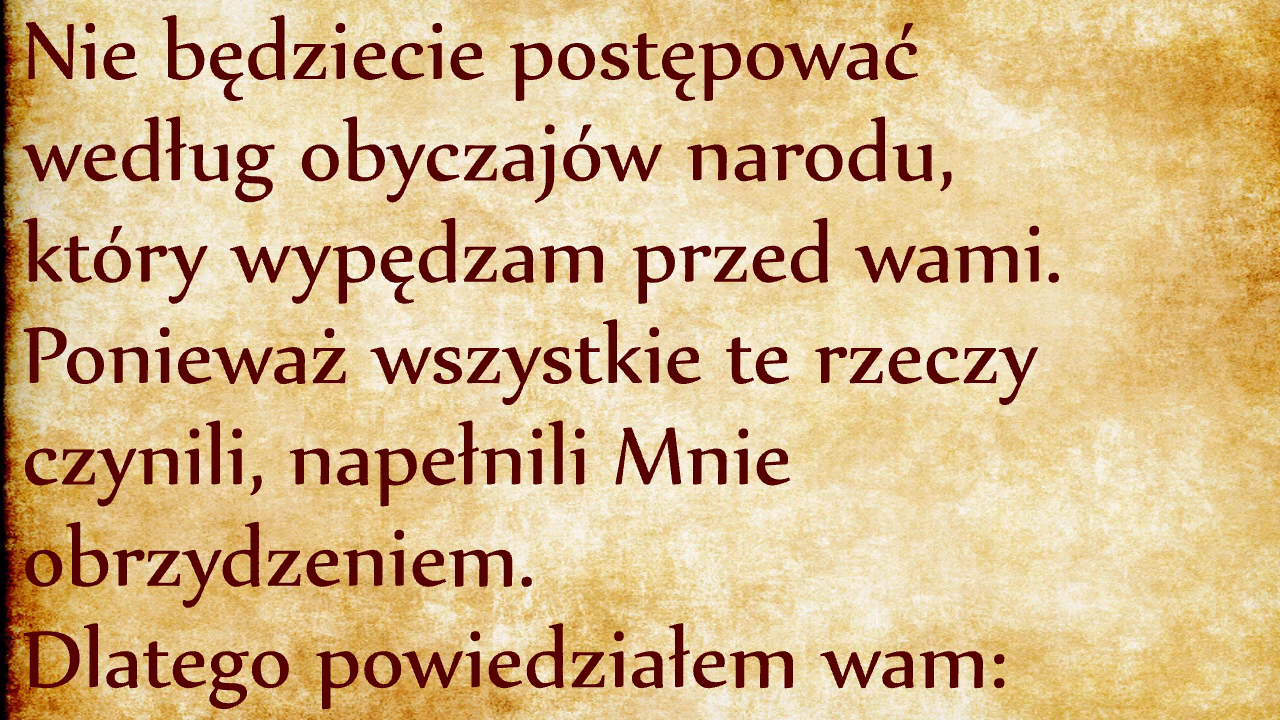 Nie będziecie postępować
według obyczajów narodu,
który wypędzam przed wami.
Ponieważ wszystkie te rzeczy
czynili, napełnili Mnie
obrzydzeniem.
Dlatego powiedziałem wam: